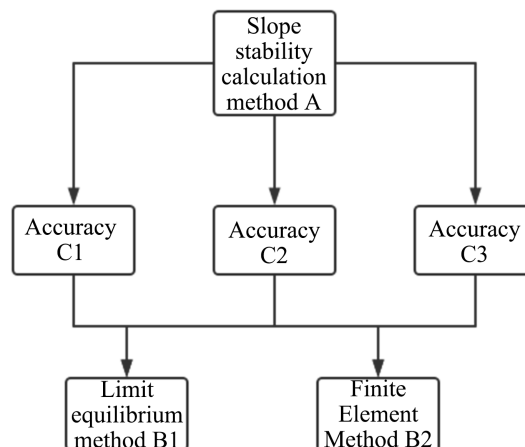 Slope
stability
calculation
method A
Accuracy
C1
Accuracy
C2
Accuracy
C3
Limit
equilibrium
method B1
Finite
Element
Method B2